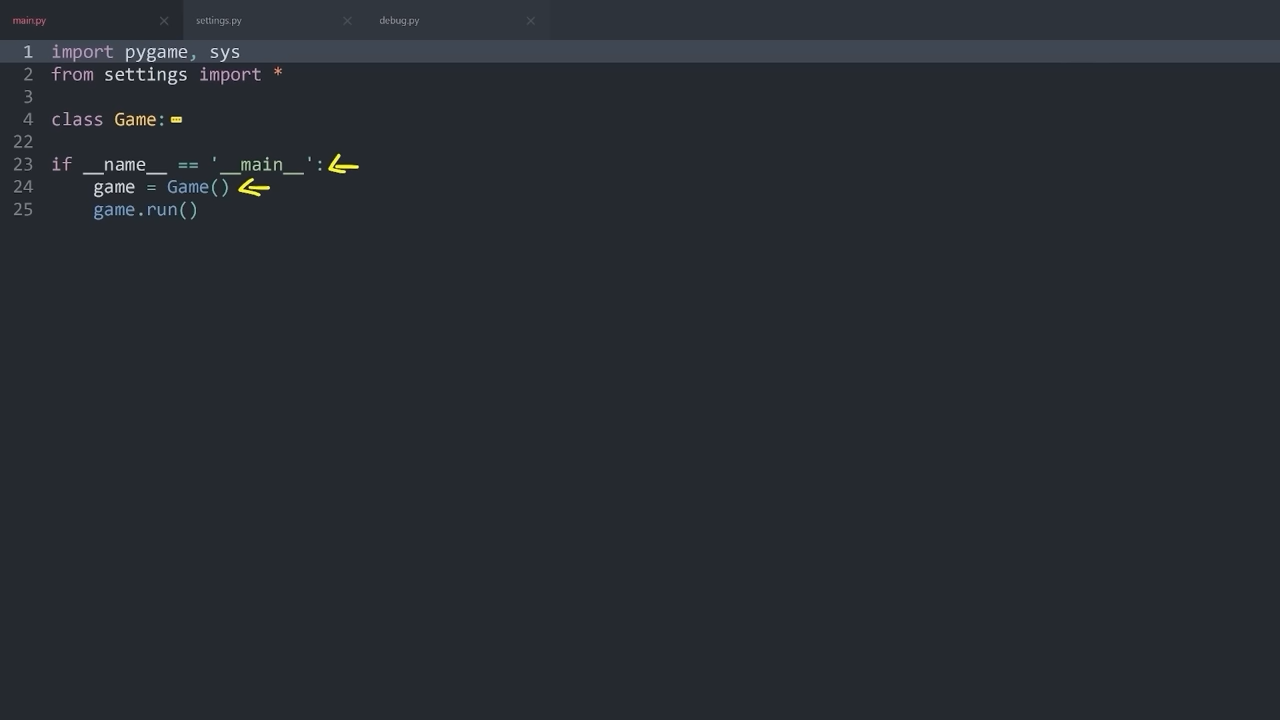 main.py settings.py debug.py
1 import pygame, sys
2 from settings import *
3
4 class Game:
22
23 if __name__ == '__main__':
24 game = Game()
25 game.run()